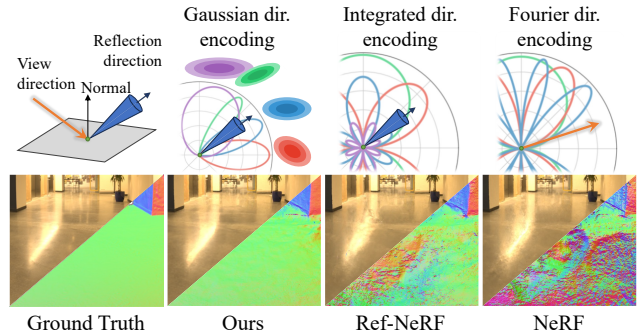 Gaussian dir.
encoding
Integrated dir.
encoding
Fourier dir.
encoding
Reflection
direction
View
direction
Normal
Ground Truth
Ours
Ref-NeRF
NeRF